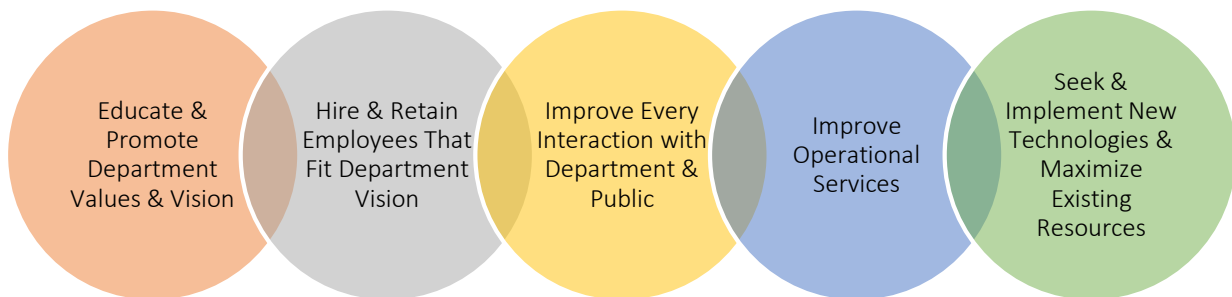 Educate &
Promote
Department
Values & Vision
Hire & Retain
Employees That
Fit Department
Vision
Improve Every
Interaction with
Department &
Public
Improve
Operational
Services
Seek &
Implement New
Technologies &
Maximize
Existing
Resources